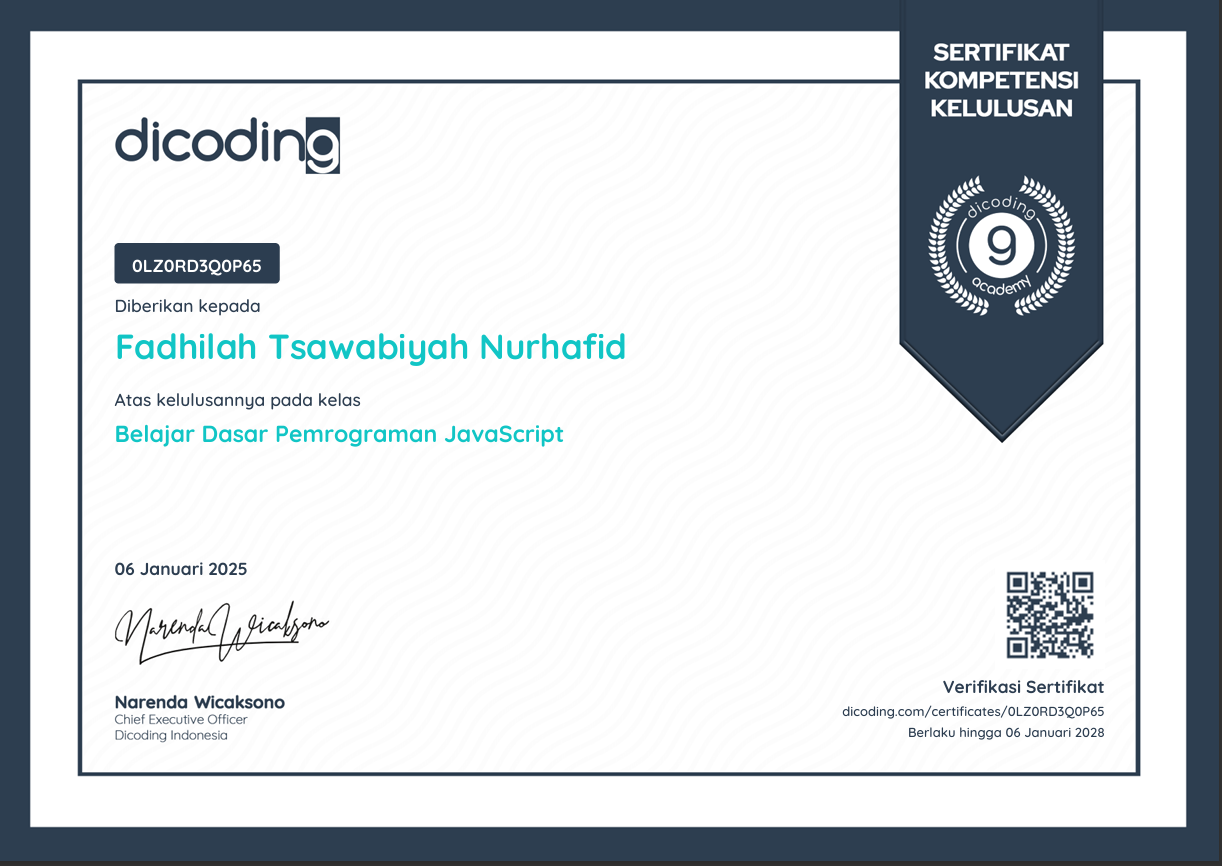 SERTIFIKAT
KOMPETENSI
KELULUSAN
dicoding
dicoding
academy
0LZ0RD3Q0P65
Diberikan kepada
Fadhilah Tsawabiyah Nurhafid
Atas kelulusannya pada kelas
Belajar Dasar Pemrograman JavaScript
06 Januari 2025
Narenda Wicaksono
Narenda Wicaksono
Chief Executive Officer
Dicoding Indonesia
Verifikasi Sertifikat
dicoding.com/certificates/0LZ0RD3Q0P65
Berlaku hingga 06 Januari 2028